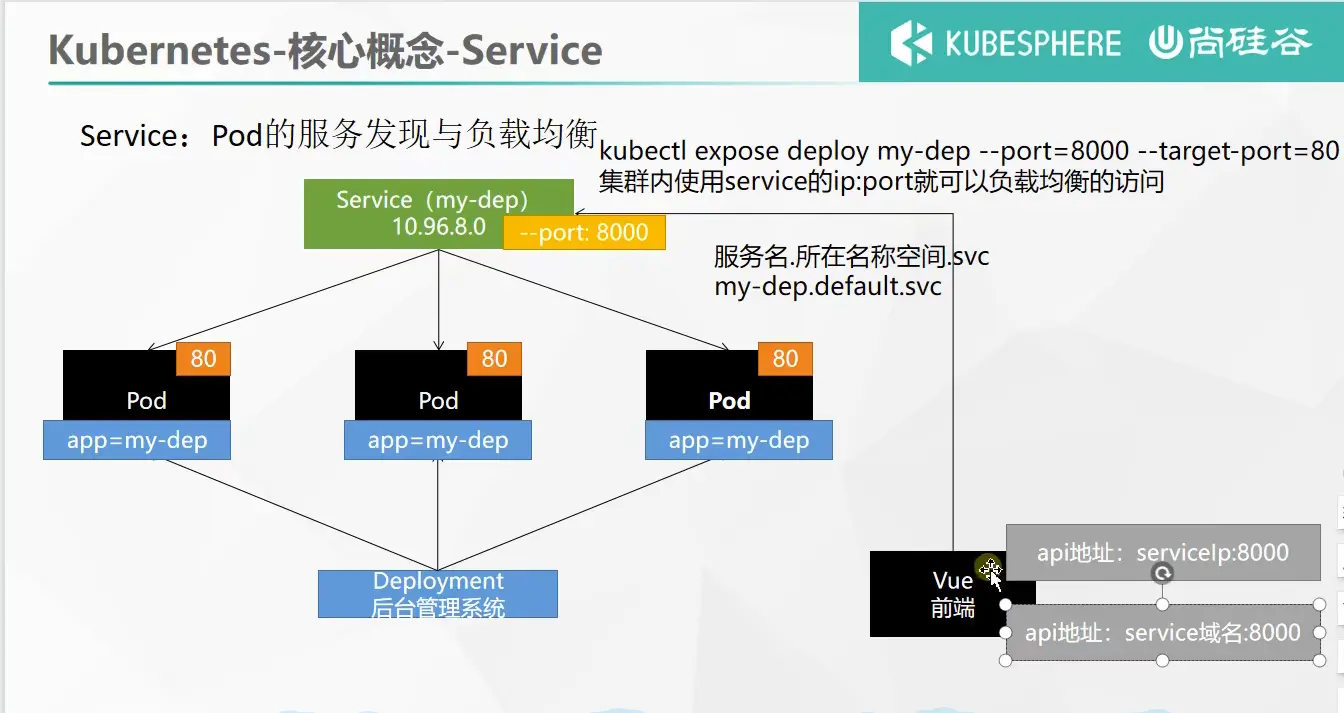 Kubernetes-核心概念-Service
KUBESPHERE 尚硅谷
Service：Pod的服务发现与负载均衡
kubectl expose deploy my-dep --port=8000 --target-port=80
集群内使用service的ip:port就可以负载均衡的访问
Service（my-dep）
10.96.8.0
--port: 8000
服务名.所在名称空间.svc
my-dep.default.svc
80
80
80
Pod
Pod
Pod
app=my-dep
app=my-dep
app=my-dep
Deployment
后台管理系统
Vue
前端
api地址：serviceIp:8000
api地址：service域名:8000